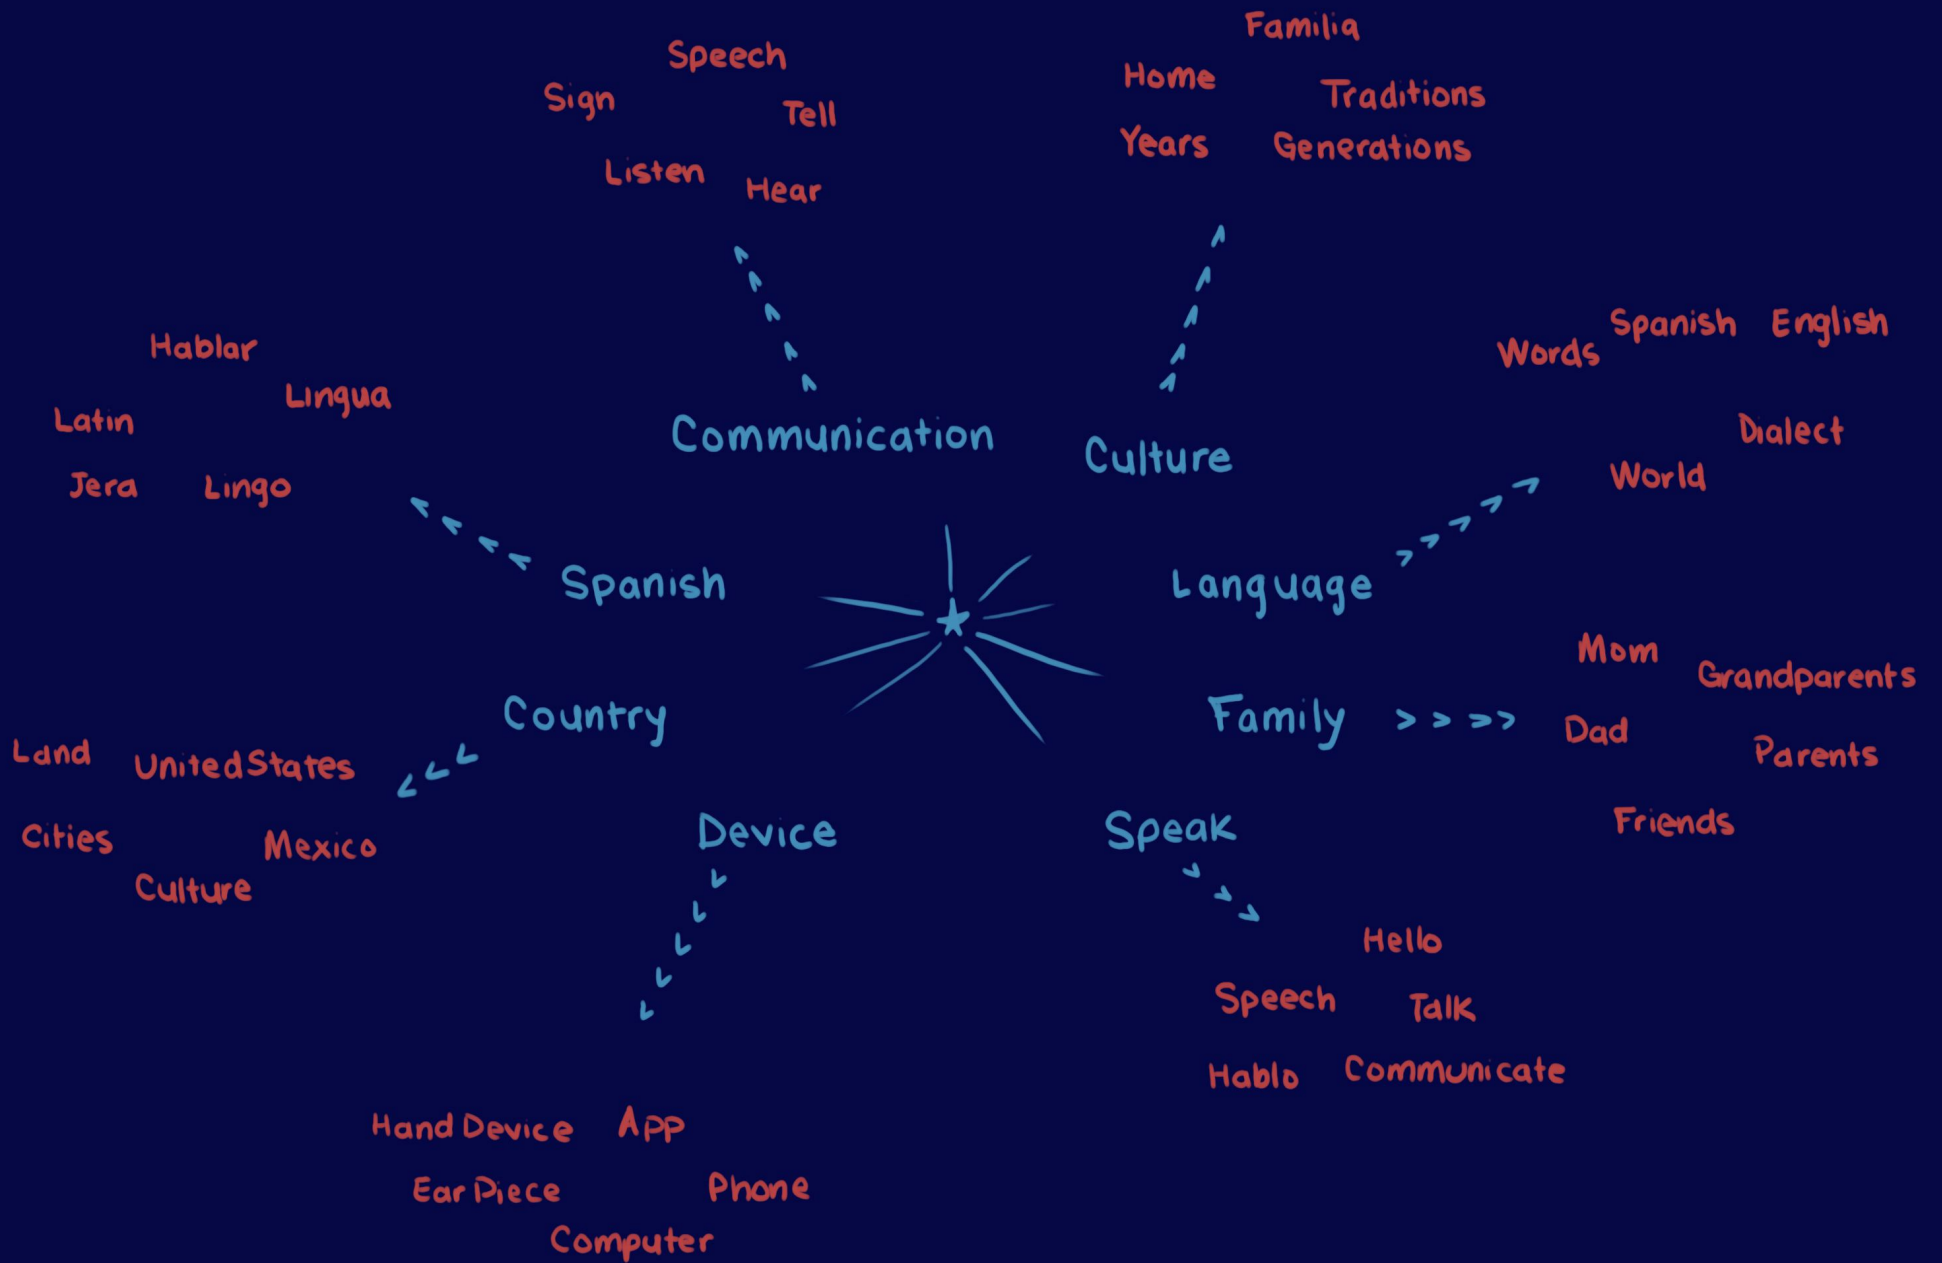 Speech
Sign
Tell
Listen
Hear
Communication
Familia
Home
Traditions
Years
Generations
Culture
Words
Spanish
English
Dialect
World
Language
Mom
Grandparents
Dad
Parents
Friends
Family
Speak
Hello
Speech
Talk
Hablo
Communicate
Device
Hand Device
App
Ear Piece
Phone
Computer
Country
Land
United States
Cities
Mexico
Culture
Spanish
Hablar
Lingua
Latin
Jera
Lingo